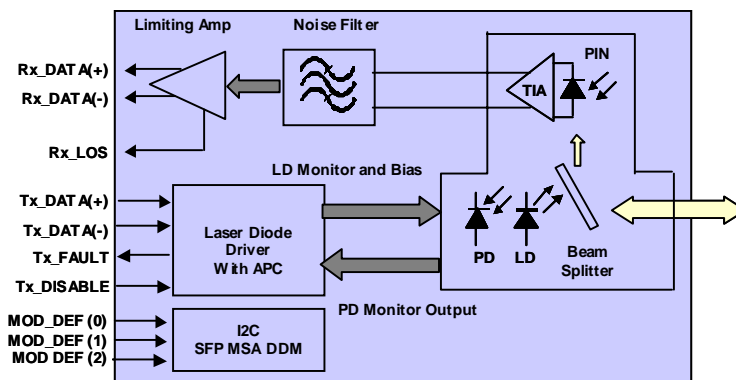 Limiting Amp
Noise Filter
PIN
Rx_DATA(+)
TIA
Rx_DATA(-)
Rx_LOS
LD Monitor and Bias
Tx_DATA(+)
Tx_DATA(-)
Laser Diode
Driver
With APC
Tx_FAULT
PD
LD
Beam
Splitter
Tx_DISABLE
PD Monitor Output
MOD_DEF(0)
MOD_DEF(1)
MOD DEF(2)
I2C
SFP MSA DDM